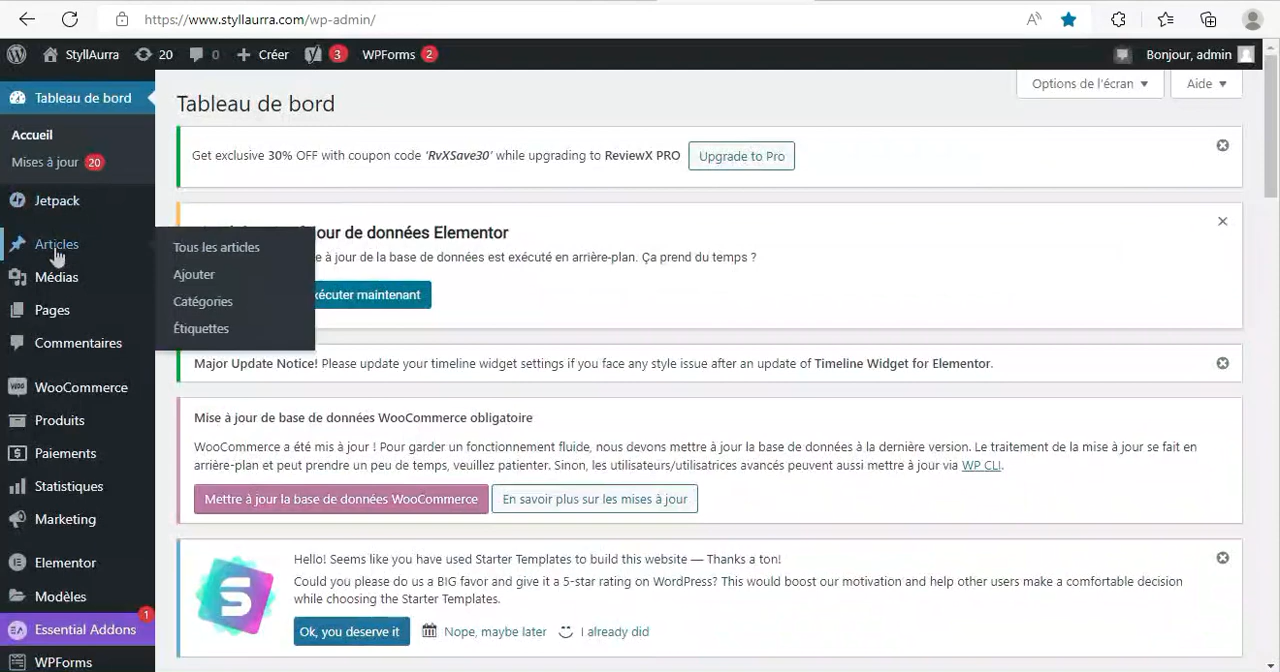 https://www.styllaurra.com/wp-admin/
StyllAurra 20 0 Créer 3 WPForms 2 Bonjour, admin
Tableau de bord
Accueil
Mises à jour 20
Jetpack
Articles
Médias
Pages
Commentaires
WooCommerce
Produits
Paiements
Statistiques
Marketing
Elementor
Modèles
Essential Addons 1
WPForms
Tous les articles
Ajouter
Catégories
Étiquettes
Options de l'écran Aide
Tableau de bord
Get exclusive 30% OFF with coupon code 'RvXSave30' while upgrading to ReviewX PRO Upgrade to Pro
jour de données Elementor
à jour de la base de données est exécuté en arrière-plan. Ça prend du temps ?
xécuter maintenant
Major Update Notice! Please update your timeline widget settings if you face any style issue after an update of Timeline Widget for Elementor.
Mise à jour de base de données WooCommerce obligatoire
WooCommerce a été mis à jour ! Pour garder un fonctionnement fluide, nous devons mettre à jour la base de données à la dernière version. Le traitement de la mise à jour se fait en
arrière-plan et peut prendre un peu de temps, veuillez patienter. Sinon, les utilisateurs/utilisatrices avancés peuvent aussi mettre à jour via WP CLI.
Mettre à jour la base de données WooCommerce En savoir plus sur les mises à jour
Hello! Seems like you have used Starter Templates to build this website — Thanks a ton!
Could you please do us a BIG favor and give it a 5-star rating on WordPress? This would boost our motivation and help other users make a comfortable decision
while choosing the Starter Templates.
Ok, you deserve it Nope, maybe later I already did